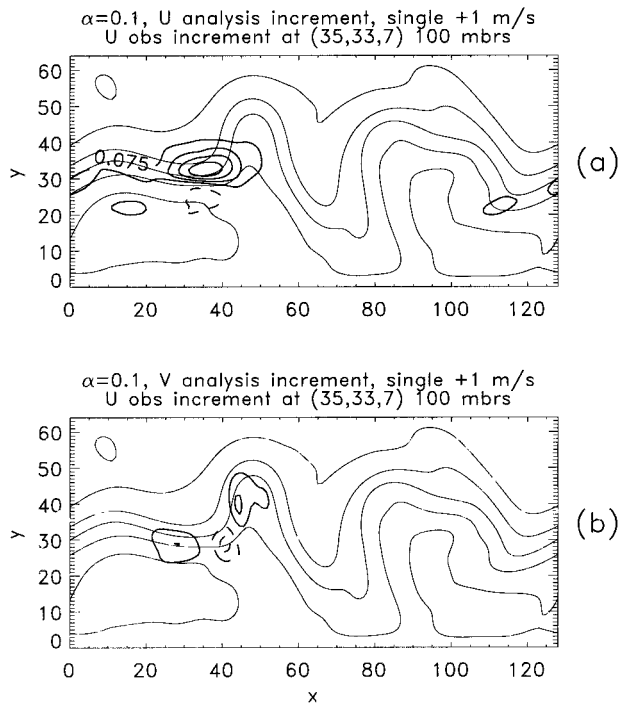 α=0.1, U analysis increment, single +1 m/s
U obs increment at (35,33,7) 100 mbrs
60
50
40
30
20
10
0
y
0.075
(a)
0 20 40 60 80 100 120
α=0.1, V analysis increment, single +1 m/s
U obs increment at (35,33,7) 100 mbrs
60
50
40
30
20
10
0
y
(b)
0 20 40 60 80 100 120
x